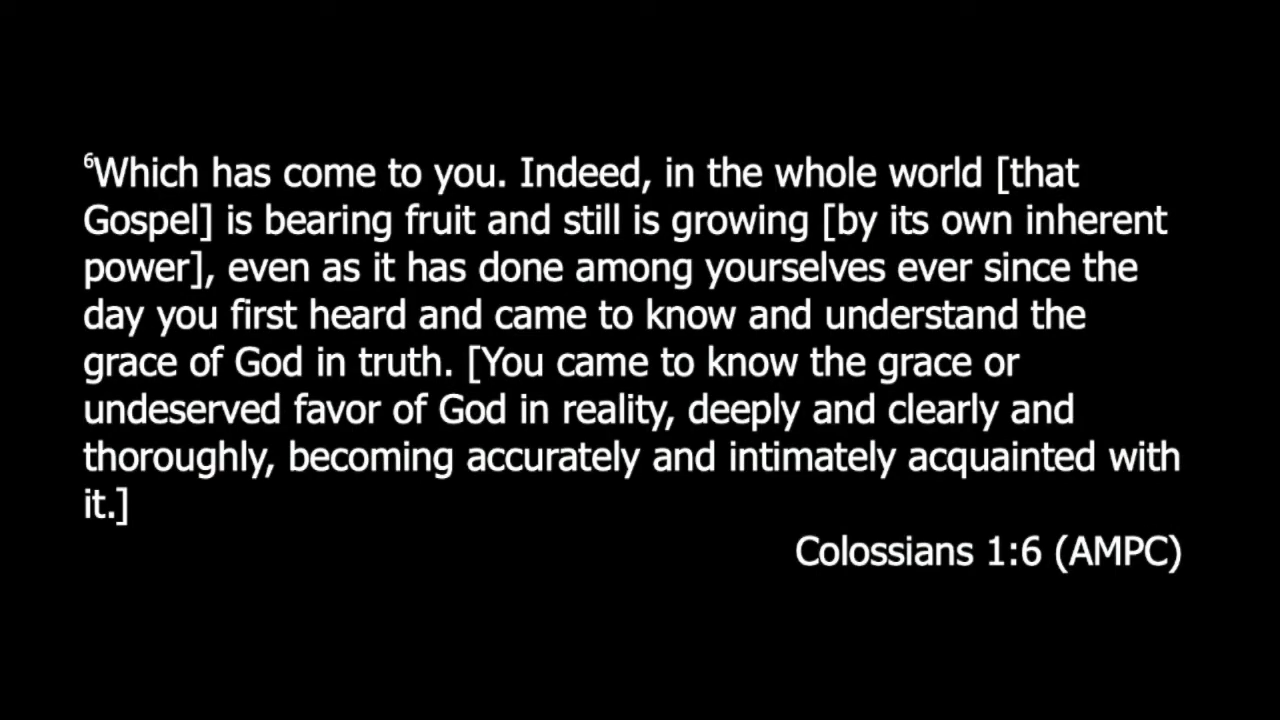 ⁶Which has come to you. Indeed, in the whole world [that
Gospel] is bearing fruit and still is growing [by its own inherent
power], even as it has done among yourselves ever since the
day you first heard and came to know and understand the
grace of God in truth. [You came to know the grace or
undeserved favor of God in reality, deeply and clearly and
thoroughly, becoming accurately and intimately acquainted with
it.]
Colossians 1:6 (AMPC)